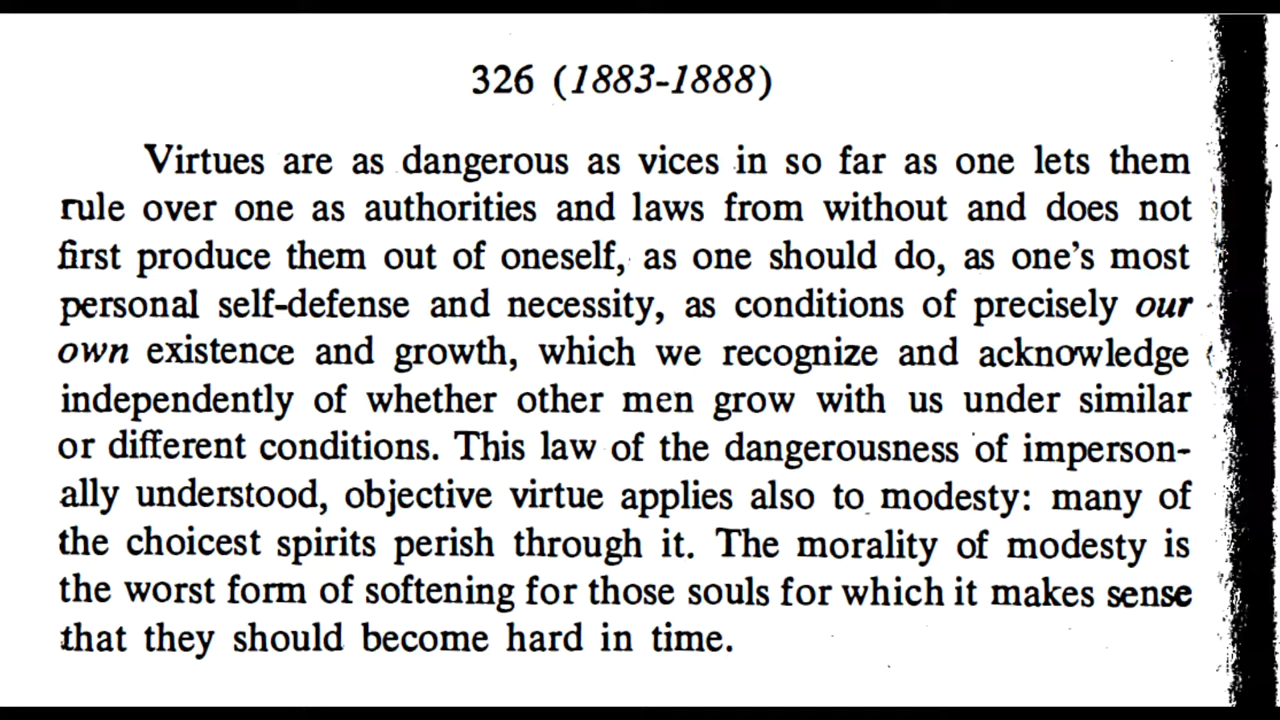 326 (1883-1888)
Virtues are as dangerous as vices in so far as one lets them
rule over one as authorities and laws from without and does not
first produce them out of oneself, as one should do, as one's most
personal self-defense and necessity, as conditions of precisely our
own existence and growth, which we recognize and acknowledge
independently of whether other men grow with us under similar
or different conditions. This law of the dangerousness of imperson-
ally understood, objective virtue applies also to modesty: many of
the choicest spirits perish through it. The morality of modesty is
the worst form of softening for those souls for which it makes sense
that they should become hard in time.